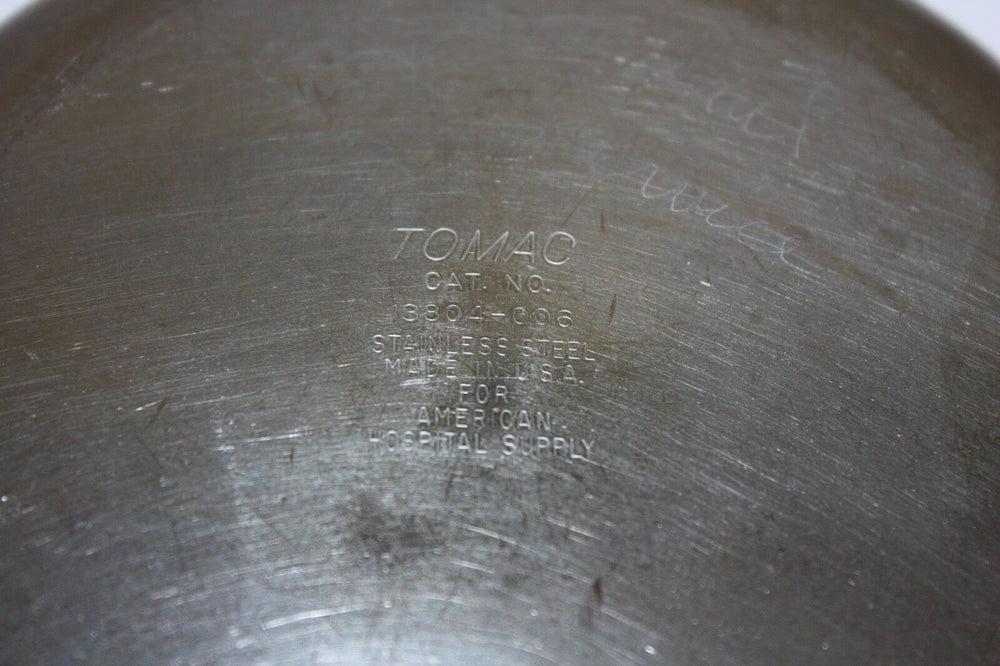 TOMAC
CAT. NO.
13804-006
STAINLESS STEEL
MADE IN U.S.A.
FOR
AMERICAN
HOSPITAL SUPPLY